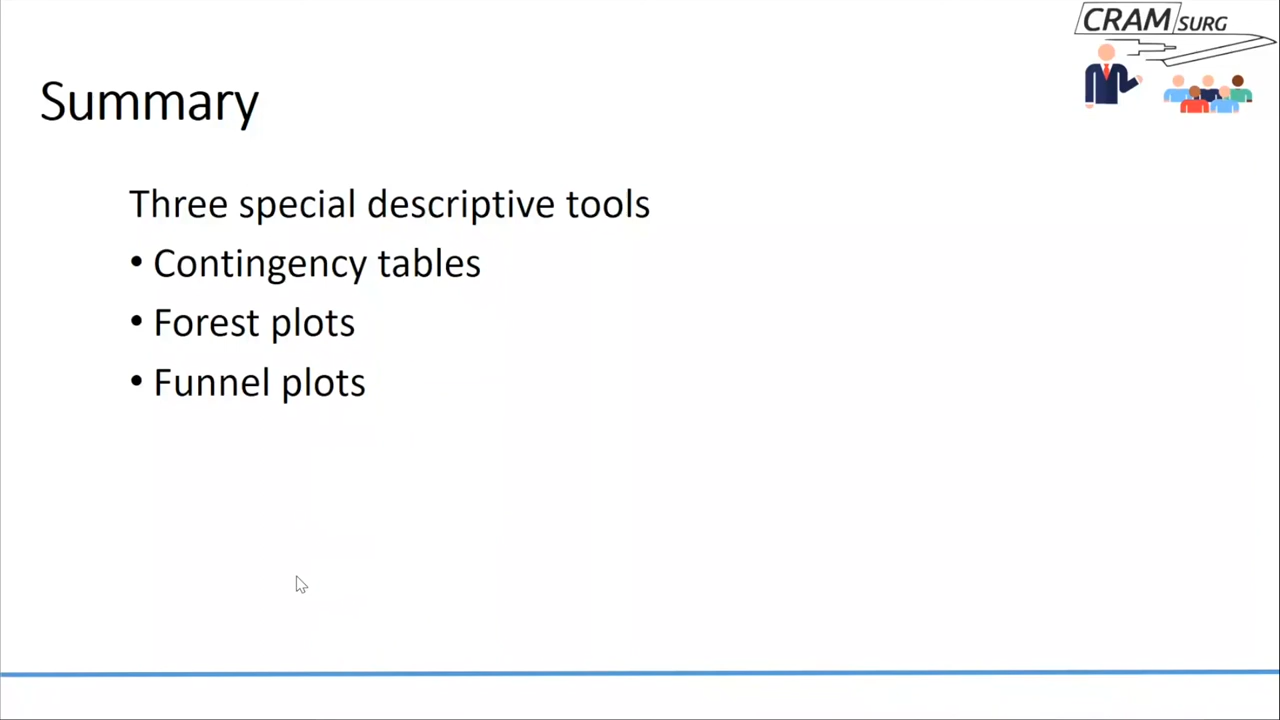 CRAM SURG
Summary
Three special descriptive tools
• Contingency tables
• Forest plots
• Funnel plots